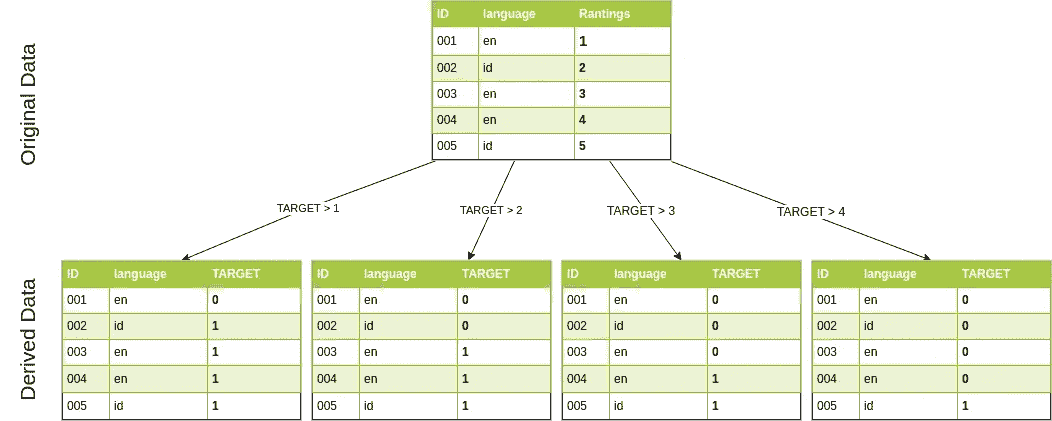 Original Data
ID language Rantings
001 en 1
002 id 2
003 en 3
004 en 4
005 id 5
TARGET > 1
TARGET > 2
TARGET > 3
TARGET > 4
Derived Data
ID language TARGET
001 en 0
002 id 1
003 en 1
004 en 1
005 id 1
ID language TARGET
001 en 0
002 id 0
003 en 1
004 en 1
005 id 1
ID language TARGET
001 en 0
002 id 0
003 en 0
004 en 1
005 id 1
ID language TARGET
001 en 0
002 id 0
003 en 0
004 en 0
005 id 1